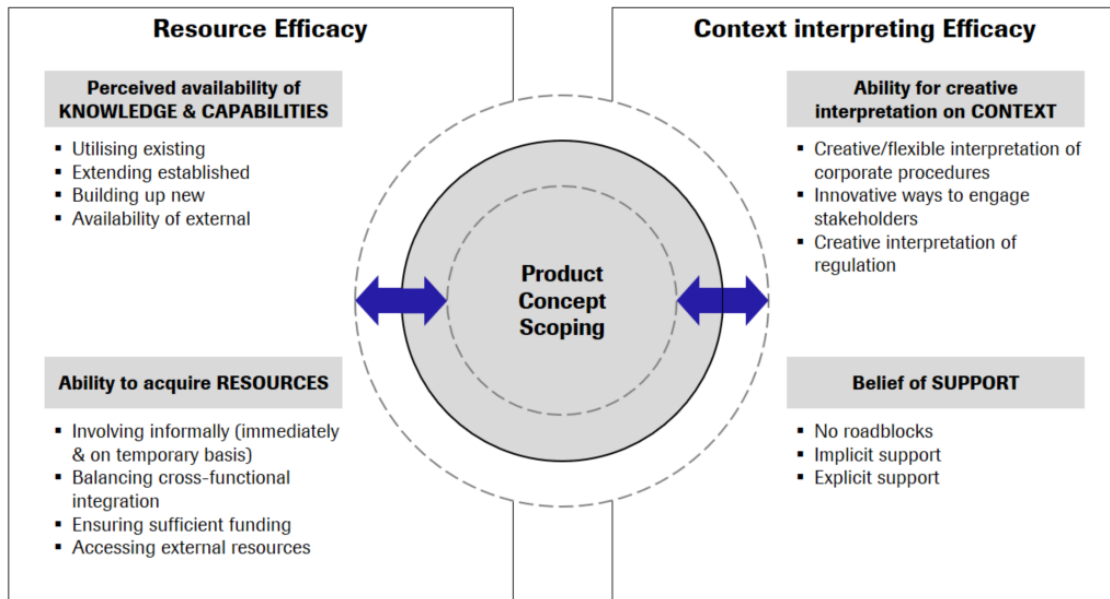 Resource Efficacy
Perceived availability of
KNOWLEDGE & CAPABILITIES
Utilising existing
Extending established
Building up new
Availability of external
Ability to acquire RESOURCES
Involving informally (immediately
& on temporary basis)
Balancing cross-functional
integration
Ensuring sufficient funding
Accessing external resources
Product
Concept
Scoping
Context interpreting Efficacy
Ability for creative
interpretation on CONTEXT
Creative/flexible interpretation of
corporate procedures
Innovative ways to engage
stakeholders
Creative interpretation of
regulation
Belief of SUPPORT
No roadblocks
Implicit support
Explicit support